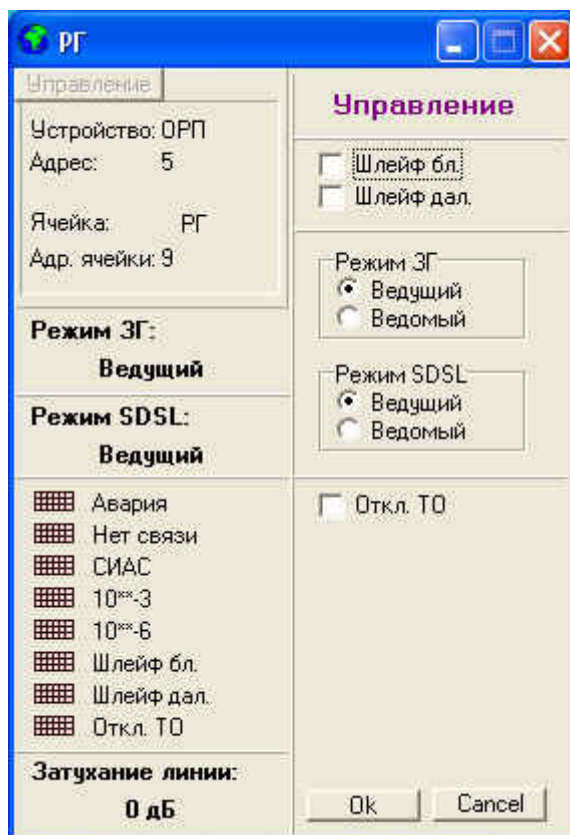 РГ
Управление
Устройство: ОРП
Адрес: 5
Ячейка: РГ
Адр. ячейки: 9
Режим ЗГ:
Ведущий
Режим SDSL:
Ведущий
Авария
Нет связи
СИАС
10**-3
10**-6
Шлейф бл.
Шлейф дал.
Откл. ТО
Затухание линии:
0 дБ
Управление
Шлейф бл.
Шлейф дал.
Режим ЗГ
Ведущий
Ведомый
Режим SDSL
Ведущий
Ведомый
Откл. ТО
Ok Cancel